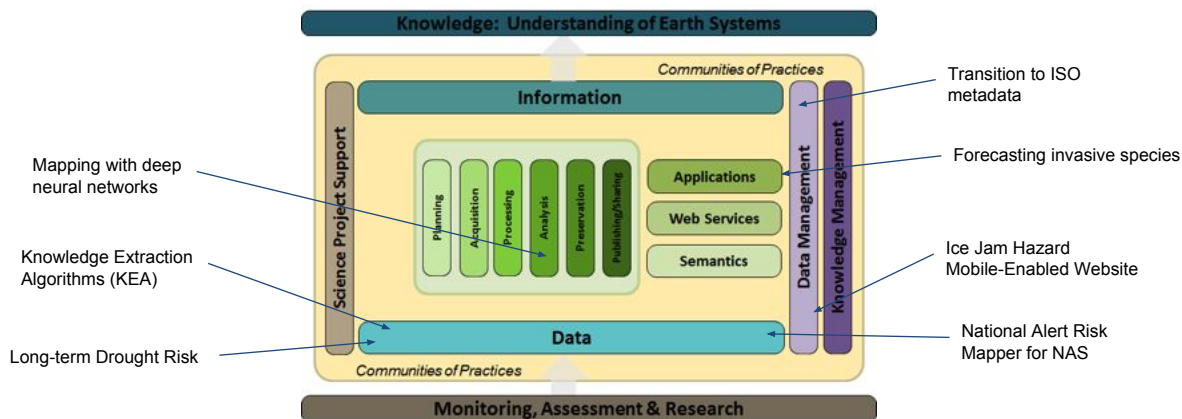 Knowledge: Understanding of Earth Systems
Communities of Practices
Information
Science Project Support
Planning
Acquisition
Processing
Analysis
Preservation
Publishing/Sharing
Applications
Web Services
Semantics
Data Management
Knowledge Management
Data
Communities of Practices
Monitoring, Assessment & Research
Mapping with deep
neural networks
Knowledge Extraction
Algorithms (KEA)
Long-term Drought Risk
Transition to ISO
metadata
Forecasting invasive species
Ice Jam Hazard
Mobile-Enabled Website
National Alert Risk
Mapper for NAS